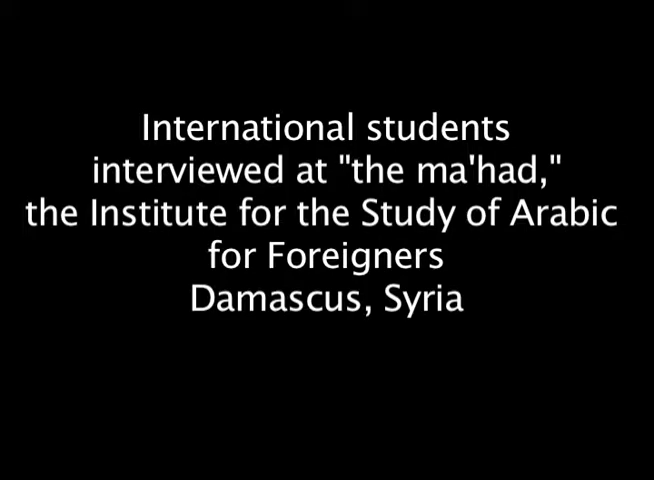 International students
interviewed at "the ma'had,"
the Institute for the Study of Arabic
for Foreigners
Damascus, Syria